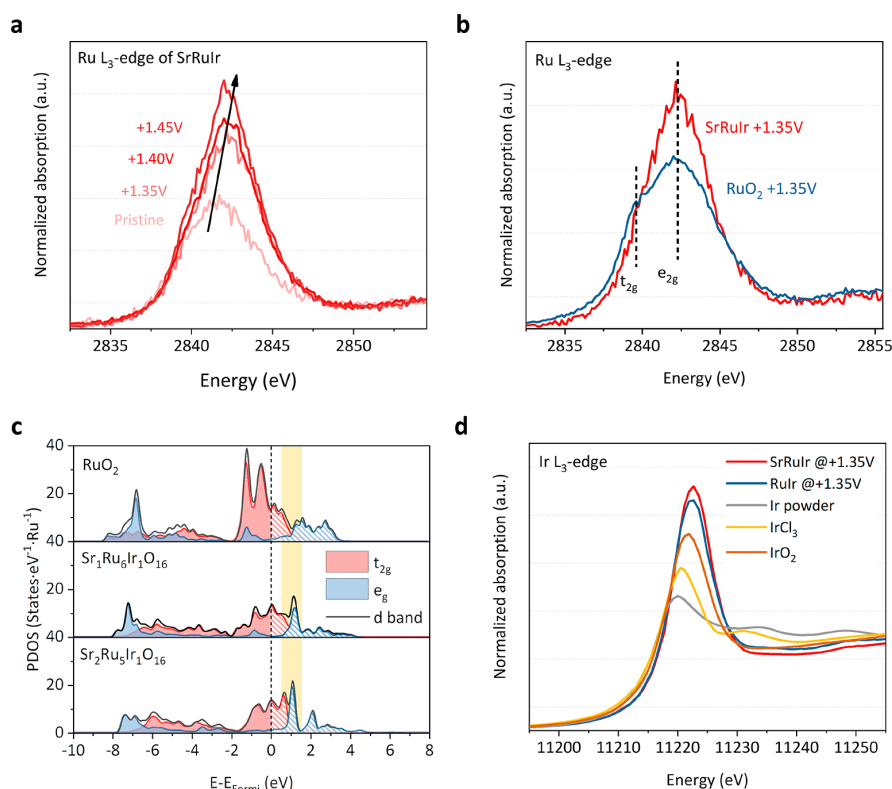 a
Ru L₃-edge of SrRuIr
+1.45V
+1.40V
+1.35V
Pristine
Normalized absorption (a.u.)
2835 2840 2845 2850
Energy (eV)
b
Ru L₃-edge
SrRuIr +1.35V
RuO₂ +1.35V
t₂g
e₂g
Normalized absorption (a.u.)
2835 2840 2845 2850 2855
Energy (eV)
c
RuO₂
40
20
40
Sr₁Ru₆Ir₁O₁₆
t₂g
e_g
d band
20
40
Sr₂Ru₅Ir₁O₁₆
20
0
PDOS (States·eV⁻¹·Ru⁻¹)
-10 -8 -6 -4 -2 0 2 4 6 8
E-E_Fermi (eV)
d
Ir L₃-edge
SrRuIr @+1.35V
RuIr @+1.35V
Ir powder
IrCl₃
IrO₂
Normalized absorption (a.u.)
11200 11210 11220 11230 11240 11250
Energy (eV)